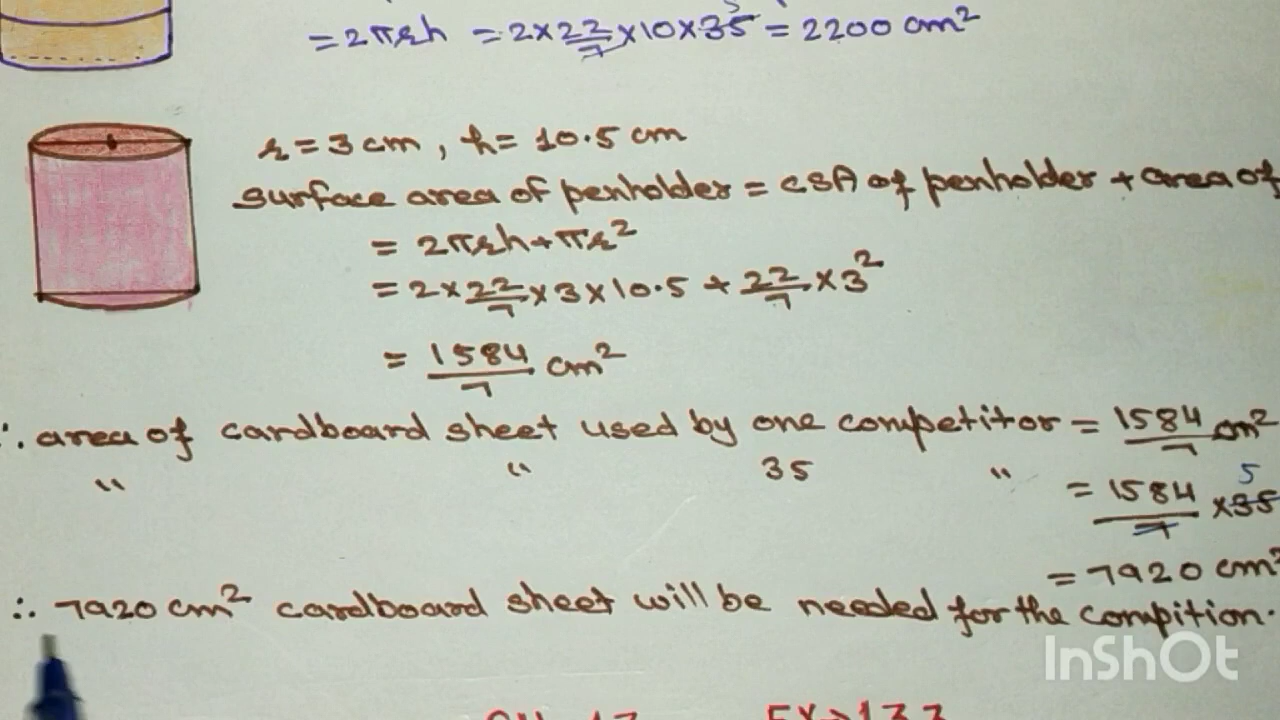 = 2πrh = 2×22/7×10×35 5 = 2200 cm²
r = 3 cm, h = 10.5 cm
surface area of penholder = CSA of penholder + area of
= 2πrh+πr²
= 2×22/7×3×10.5 + 22/7×3²
= 1584/7 cm²
∴ area of cardboard sheet used by one competitor = 1584/7 cm²
" " 35 " = 1584/7 ×35 5
= 7920 cm²
∴ 7920 cm² cardboard sheet will be needed for the compition.
InShOt